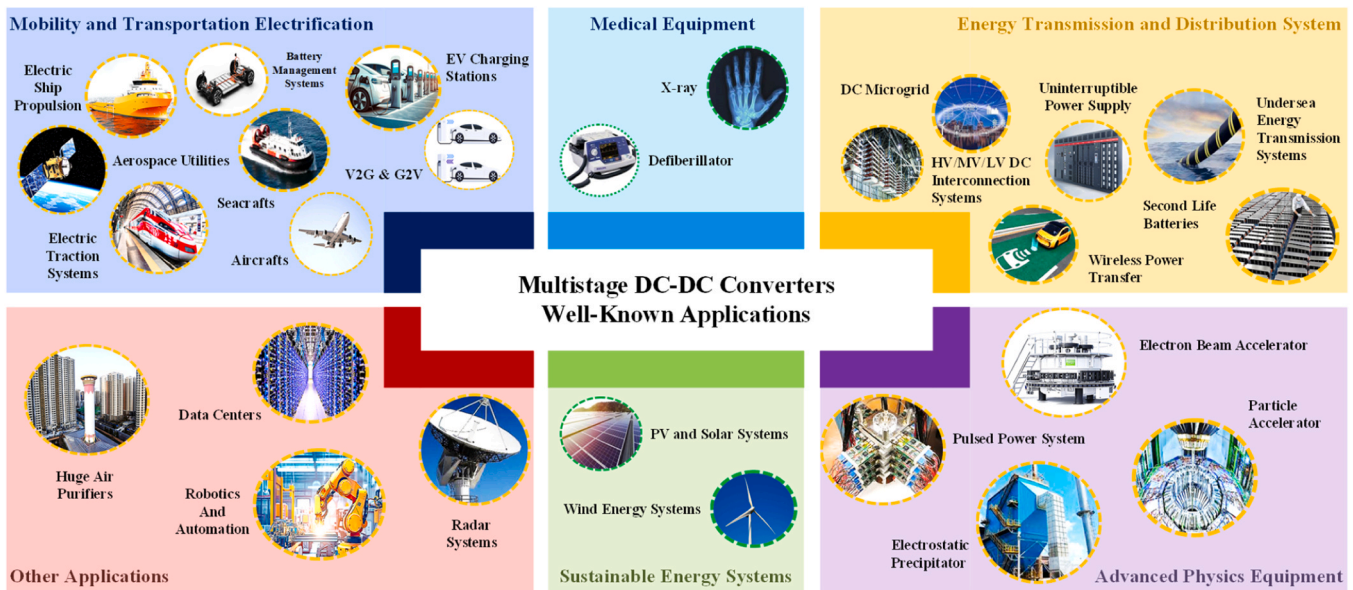 Mobility and Transportation Electrification
Electric
Ship
Propulsion
Battery
Management
Systems
EV Charging
Stations
Aerospace Utilities
V2G & G2V
Seacrafts
Electric
Traction
Systems
Aircrafts
Medical Equipment
X-ray
Defiberillator
Energy Transmission and Distribution System
DC Microgrid
Uninterruptible
Power Supply
Undersea
Energy
Transmission
Systems
HV/MV/LV DC
Interconnection
Systems
Second Life
Batteries
Wireless Power
Transfer
Multistage DC-DC Converters
Well-Known Applications
Data Centers
Huge Air
Purifiers
Robotics
And
Automation
Radar
Systems
Other Applications
PV and Solar Systems
Wind Energy Systems
Sustainable Energy Systems
Electron Beam Accelerator
Particle
Accelerator
Pulsed Power System
Electrostatic
Precipitator
Advanced Physics Equipment